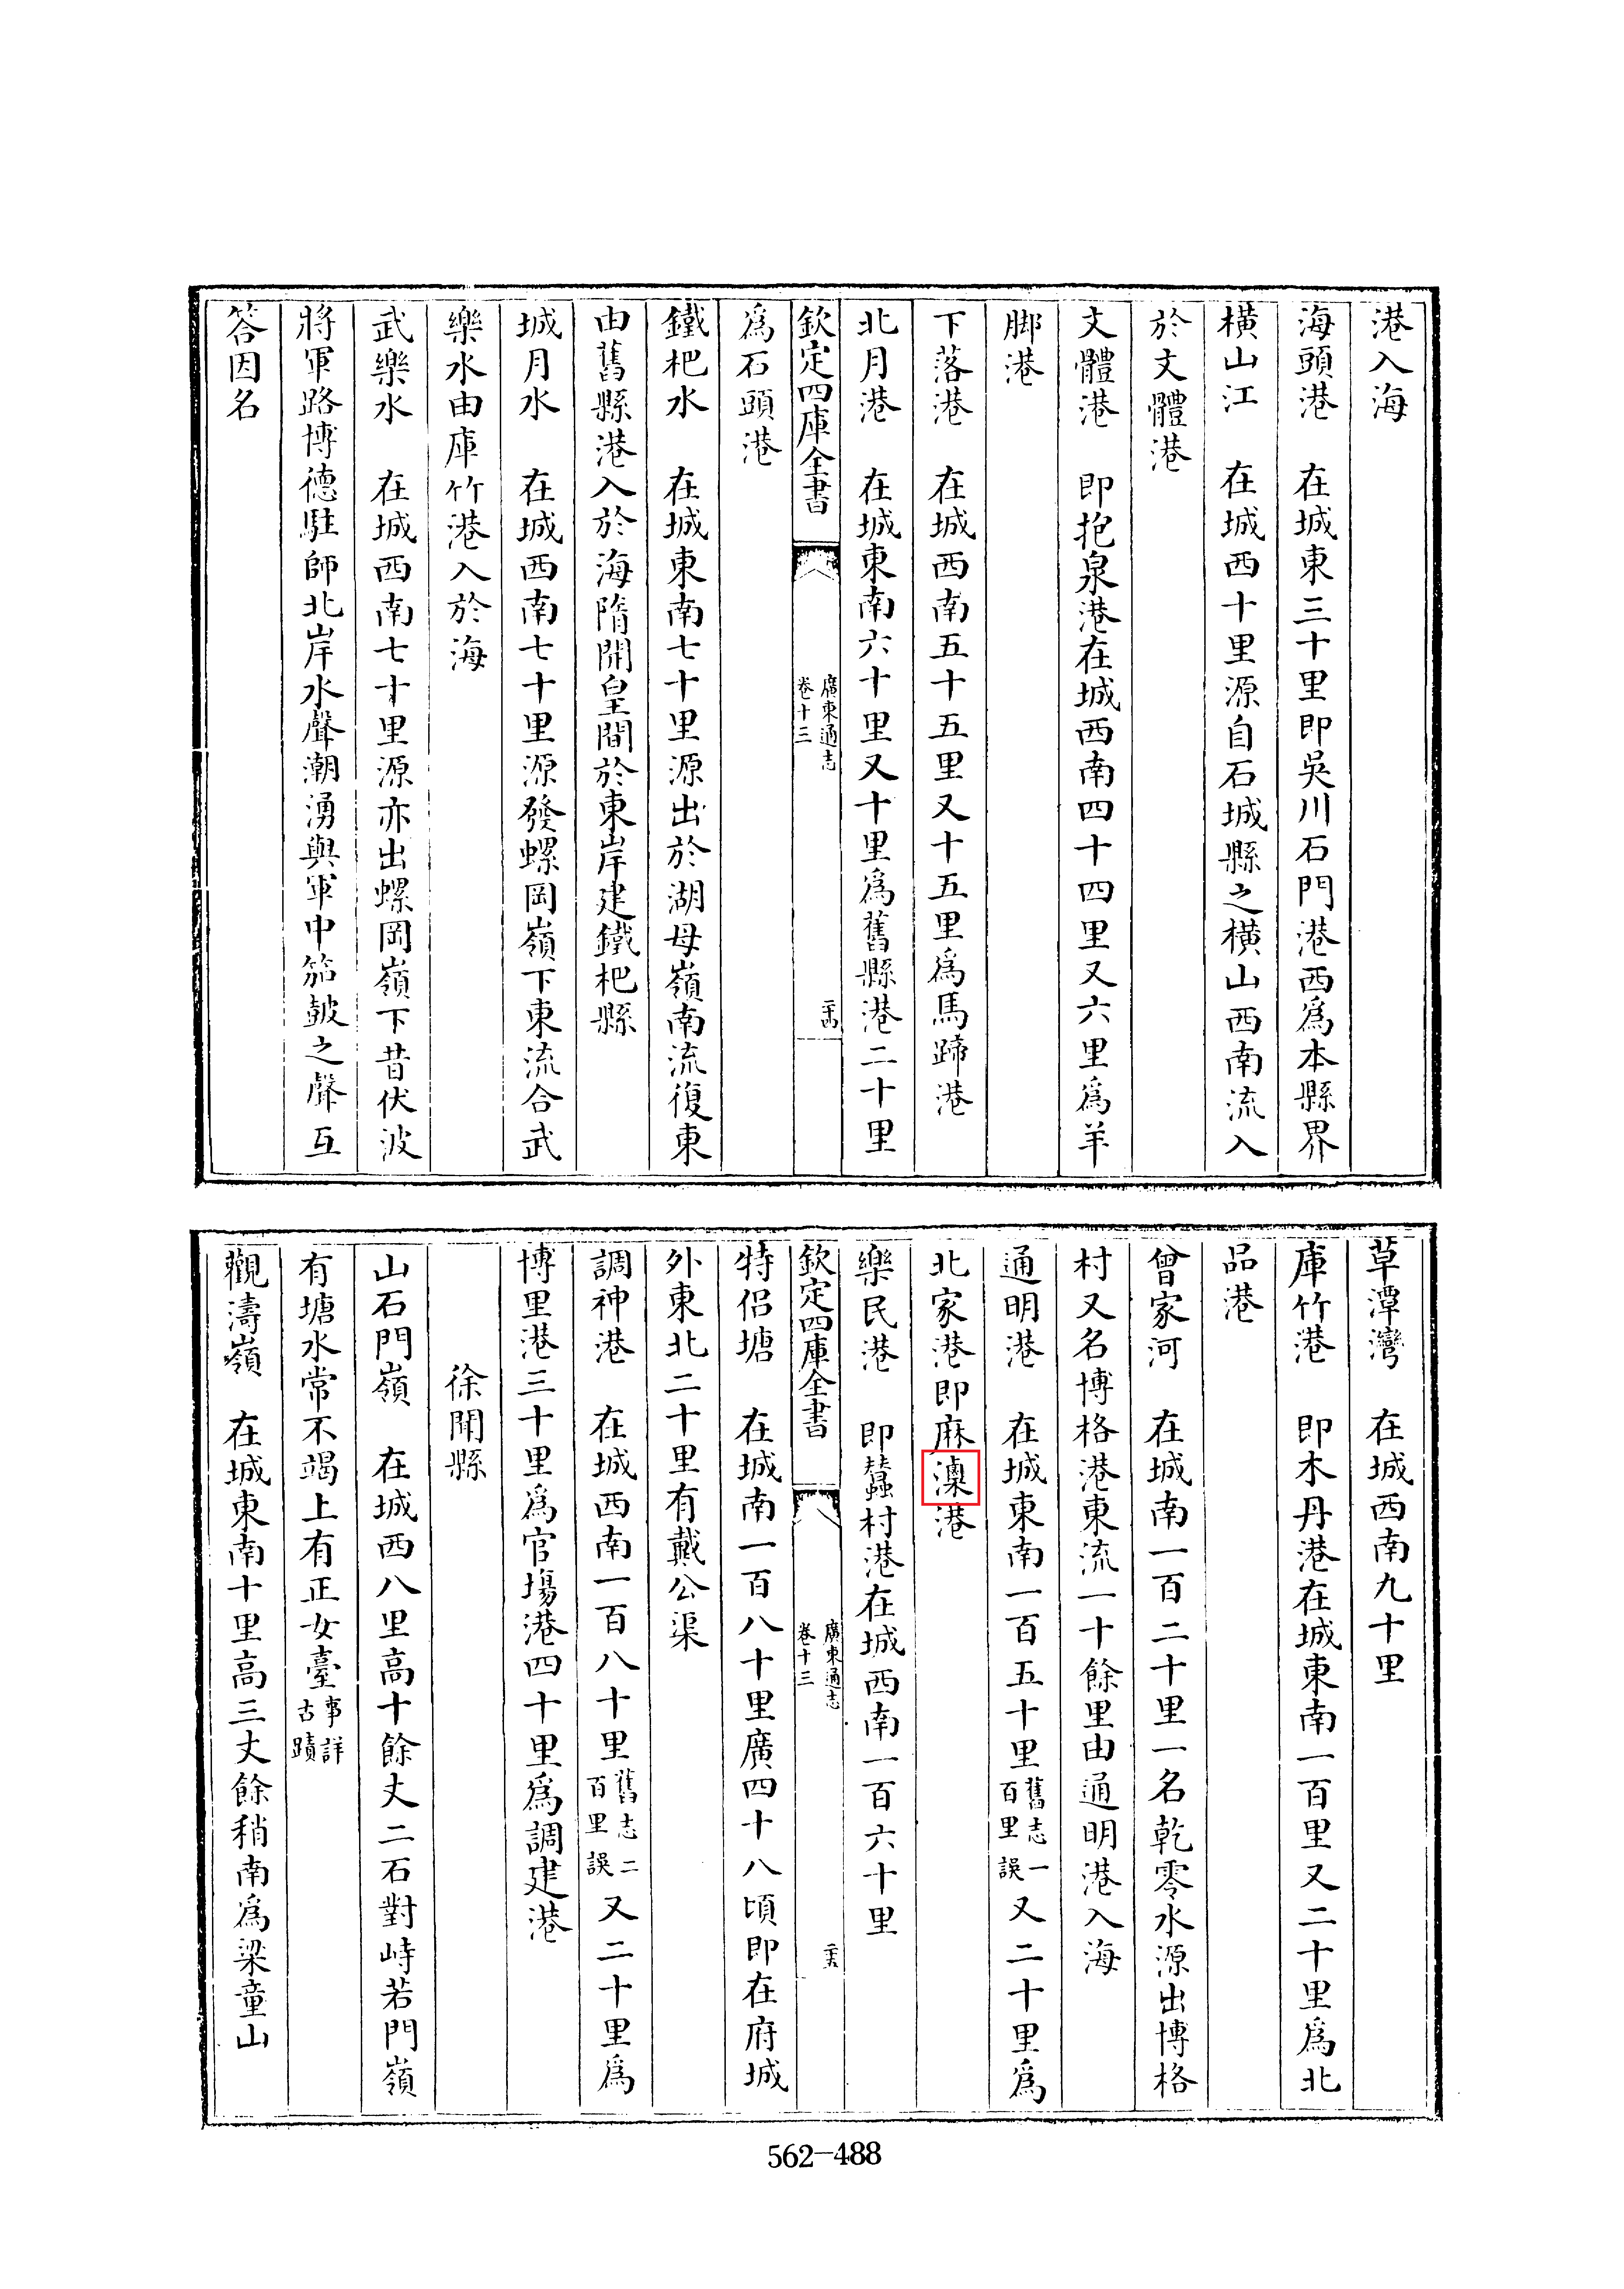 港入海
海頭港　在城東三十里即吳川石門港西爲本縣界
橫山江　在城西十里源自石城縣之橫山西南流入
於文體港
文體港　即抱泉港在城西南四十四里又六里爲羊
脚港
下落港　在城西南五十五里又十五里爲馬蹄港
北月港　在城東南六十里又十里爲舊縣港二十里
欽定四庫全書
廣東通志
卷十三
二十四
爲石頭港
鐵杷水　在城東南七十里源出於湖母嶺南流復東
由舊縣港入於海隋開皇間於東岸建鐵杷縣
城月水　在城西南七十里源發螺岡嶺下東流合武
樂水由庫竹港入於海
武樂水　在城西南七十里源亦出螺岡嶺下昔伏波
將軍路博德駐師北岸水聲潮湧與軍中笳鼓之聲互
答因名
草潭灣　在城西南九十里
庫竹港　即木丹港在城東南一百里又二十里爲北
品港
曾家河　在城南一百二十里一名乾零水源出博格
村又名博格港東流一十餘里由通明港入海
通明港　在城東南一百五十里舊志一百里誤又二十里爲
北家港即麻港
樂民港　即蠶村港在城西南一百六十里
欽定四庫全書
廣東通志
卷十三
特侶塘　在城南一百八十里廣四十八頃即在府城
外東北二十里有戴公渠
調神港　在城西南一百八十里舊志二百里誤又二十里爲
博里港三十里爲官場港四十里爲調建港
徐聞縣
山石門嶺　在城西八里高十餘丈二石對峙若門嶺
有塘水常不竭上有正女臺事詳古蹟
觀濤嶺　在城東南十里高三丈餘稍南爲梁童山
562-488